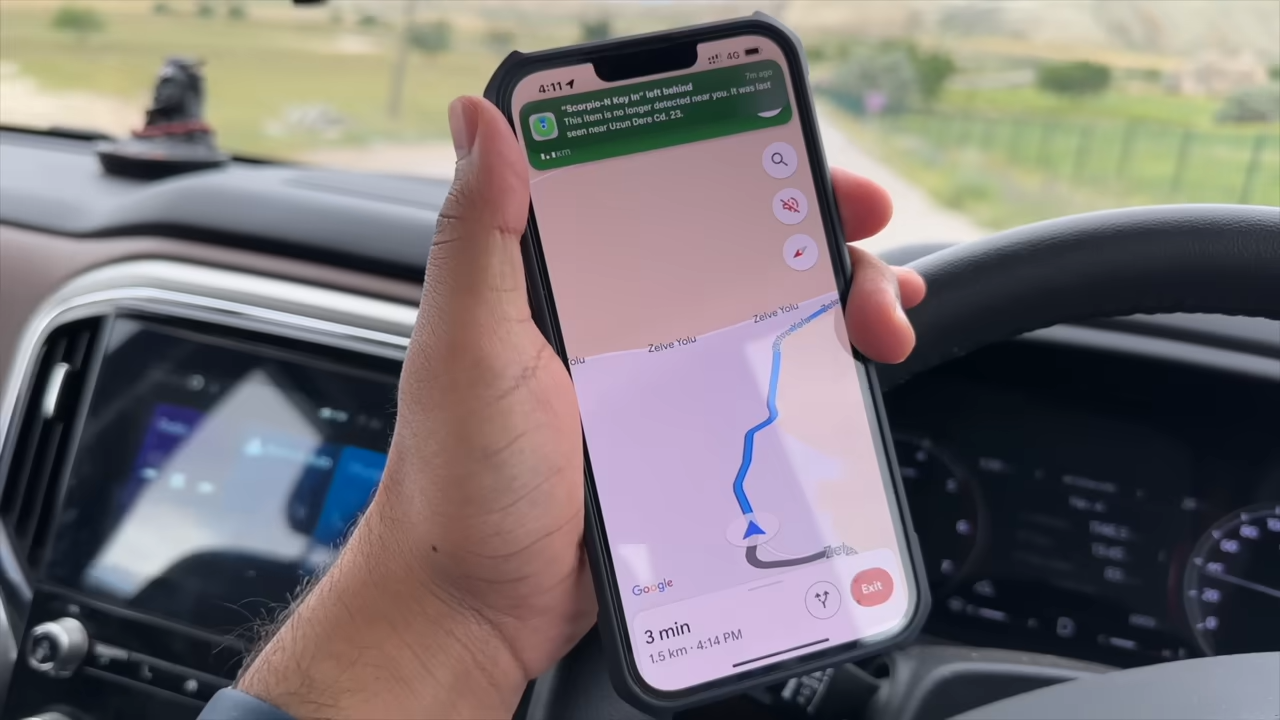 4:11
4G
"Scorpio-N Key In" left behind
7m ago
This item is no longer detected near you. It was last
seen near Uzun Dere Cd. 23.
km
Zelve Yolu
Zelve Yolu
olu
Google
Exit
3 min
1.5 km · 4:14 PM